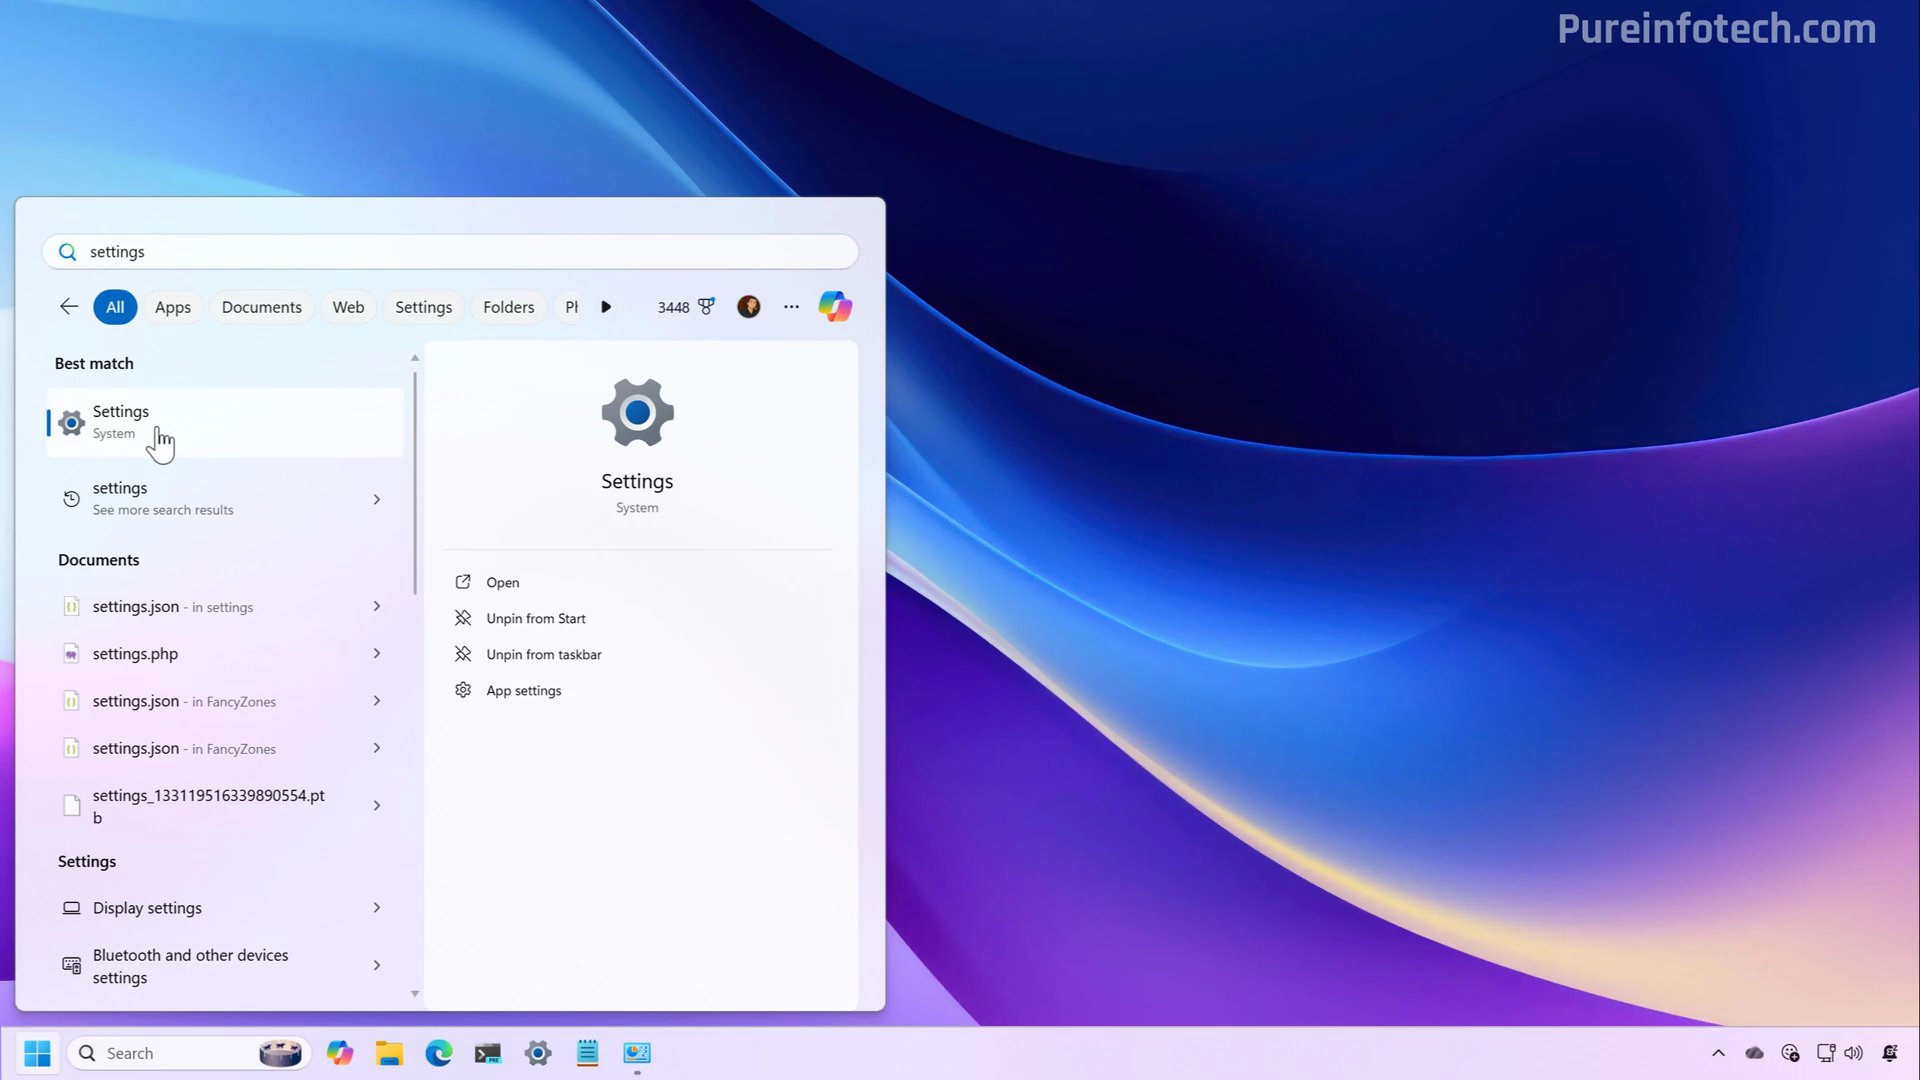 Pureinfotech.com
settings
All
Apps
Documents
Web
Settings
Folders
3448
Best match
Settings
System
settings
See more search results
Documents
settings.json - in settings
settings.php
settings.json - in FancyZones
settings.json - in FancyZones
settings_133119516339890554.pt
b
Settings
Display settings
Bluetooth and other devices
settings
Settings
System
Open
Unpin from Start
Unpin from taskbar
App settings
Search
PRE